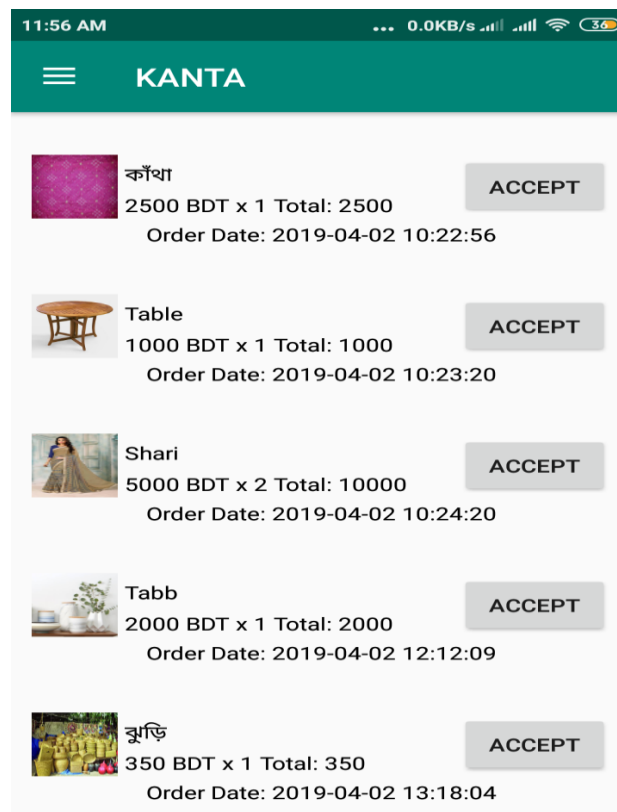 11:56 AM ... 0.0KB/s 36
KANTA
কাঁথা
2500 BDT x 1 Total: 2500
Order Date: 2019-04-02 10:22:56
ACCEPT
Table
1000 BDT x 1 Total: 1000
Order Date: 2019-04-02 10:23:20
ACCEPT
Shari
5000 BDT x 2 Total: 10000
Order Date: 2019-04-02 10:24:20
ACCEPT
Tabb
2000 BDT x 1 Total: 2000
Order Date: 2019-04-02 12:12:09
ACCEPT
ঝুড়ি
350 BDT x 1 Total: 350
Order Date: 2019-04-02 13:18:04
ACCEPT